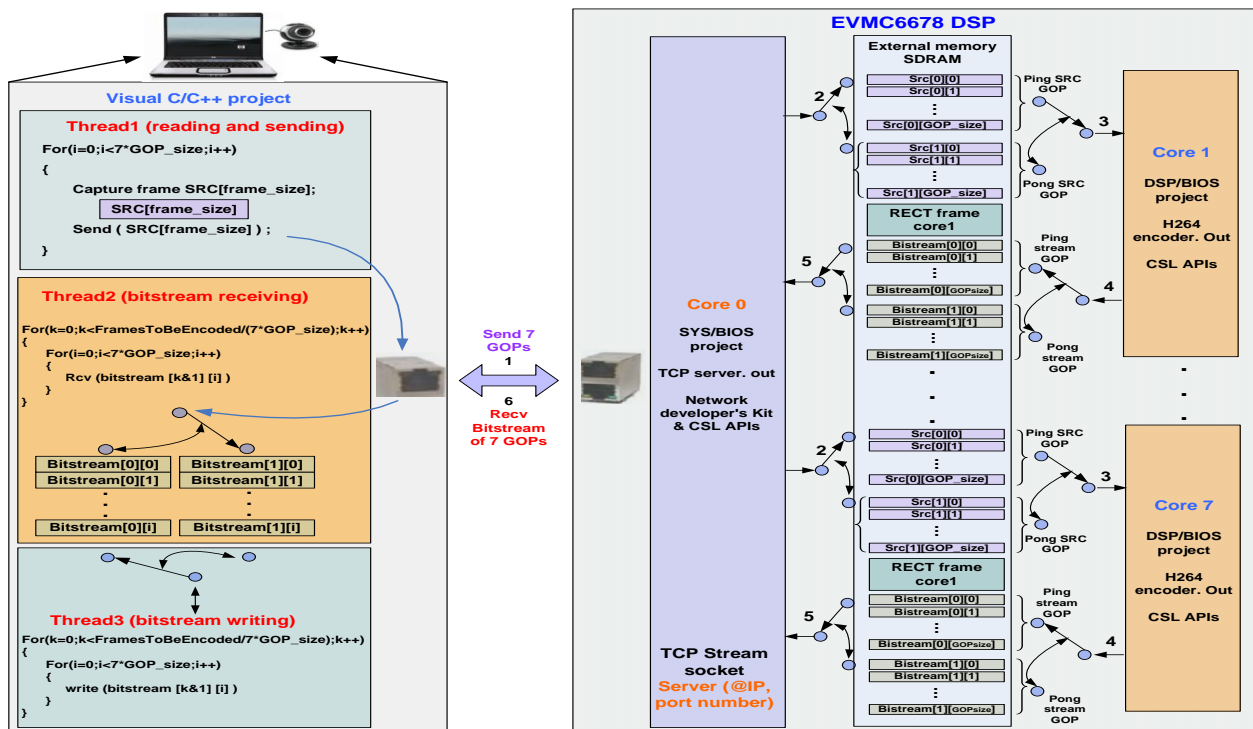 Visual C/C++ project
Thread1 (reading and sending)
For(i=0;i<7*GOP_size;i++)
{
Capture frame SRC[frame_size];
SRC[frame_size]
Send ( SRC[frame_size] ) ;
}
Thread2 (bitstream receiving)
For(k=0;k<FramesToBeEncoded/(7*GOP_size);k++)
{
For(i=0;i<7*GOP_size;i++)
{
Rcv (bitstream [k&1] [i] )
}
}
Bitstream[0][0]
Bitstream[0][1]
Bitstream[0][i]
Bitstream[1][0]
Bitstream[1][1]
Bitstream[1][i]
Thread3 (bitstream writing)
For(k=0;k<FramesToBeEncoded/7*GOP_size);k++)
{
For(i=0;i<7*GOP_size;i++)
{
write (bitstream [k&1] [i] )
}
}
Send 7
GOPs
1
6
Recv
Bitstream
of 7 GOPs
EVMC6678 DSP
Core 0
SYS/BIOS
project
TCP server. out
Network
developer's Kit
& CSL APIs
TCP Stream
socket
Server (@IP,
port number)
External memory
SDRAM
2
Src[0][0]
Src[0][1]
Src[0][GOP_size]
Src[1][0]
Src[1][1]
Src[1][GOP_size]
RECT frame
core1
5
Bistream[0][0]
Bistream[0][1]
Bistream[0][GOPsize]
Bistream[1][0]
Bistream[1][1]
Bistream[1][GOPsize]
Ping SRC
GOP
3
Pong SRC
GOP
Ping
stream
GOP
4
Pong
stream
GOP
Core 1
DSP/BIOS
project
H264
encoder. Out
CSL APIs
2
Src[0][0]
Src[0][1]
Src[0][GOP_size]
Src[1][0]
Src[1][1]
Src[1][GOP_size]
RECT frame
core1
5
Bistream[0][0]
Bistream[0][1]
Bistream[0][GOPsize]
Bistream[1][0]
Bistream[1][1]
Bistream[1][GOPsize]
Ping SRC
GOP
3
Pong SRC
GOP
Ping
stream
GOP
4
Pong
stream
GOP
Core 7
DSP/BIOS
project
H264
encoder. Out
CSL APIs